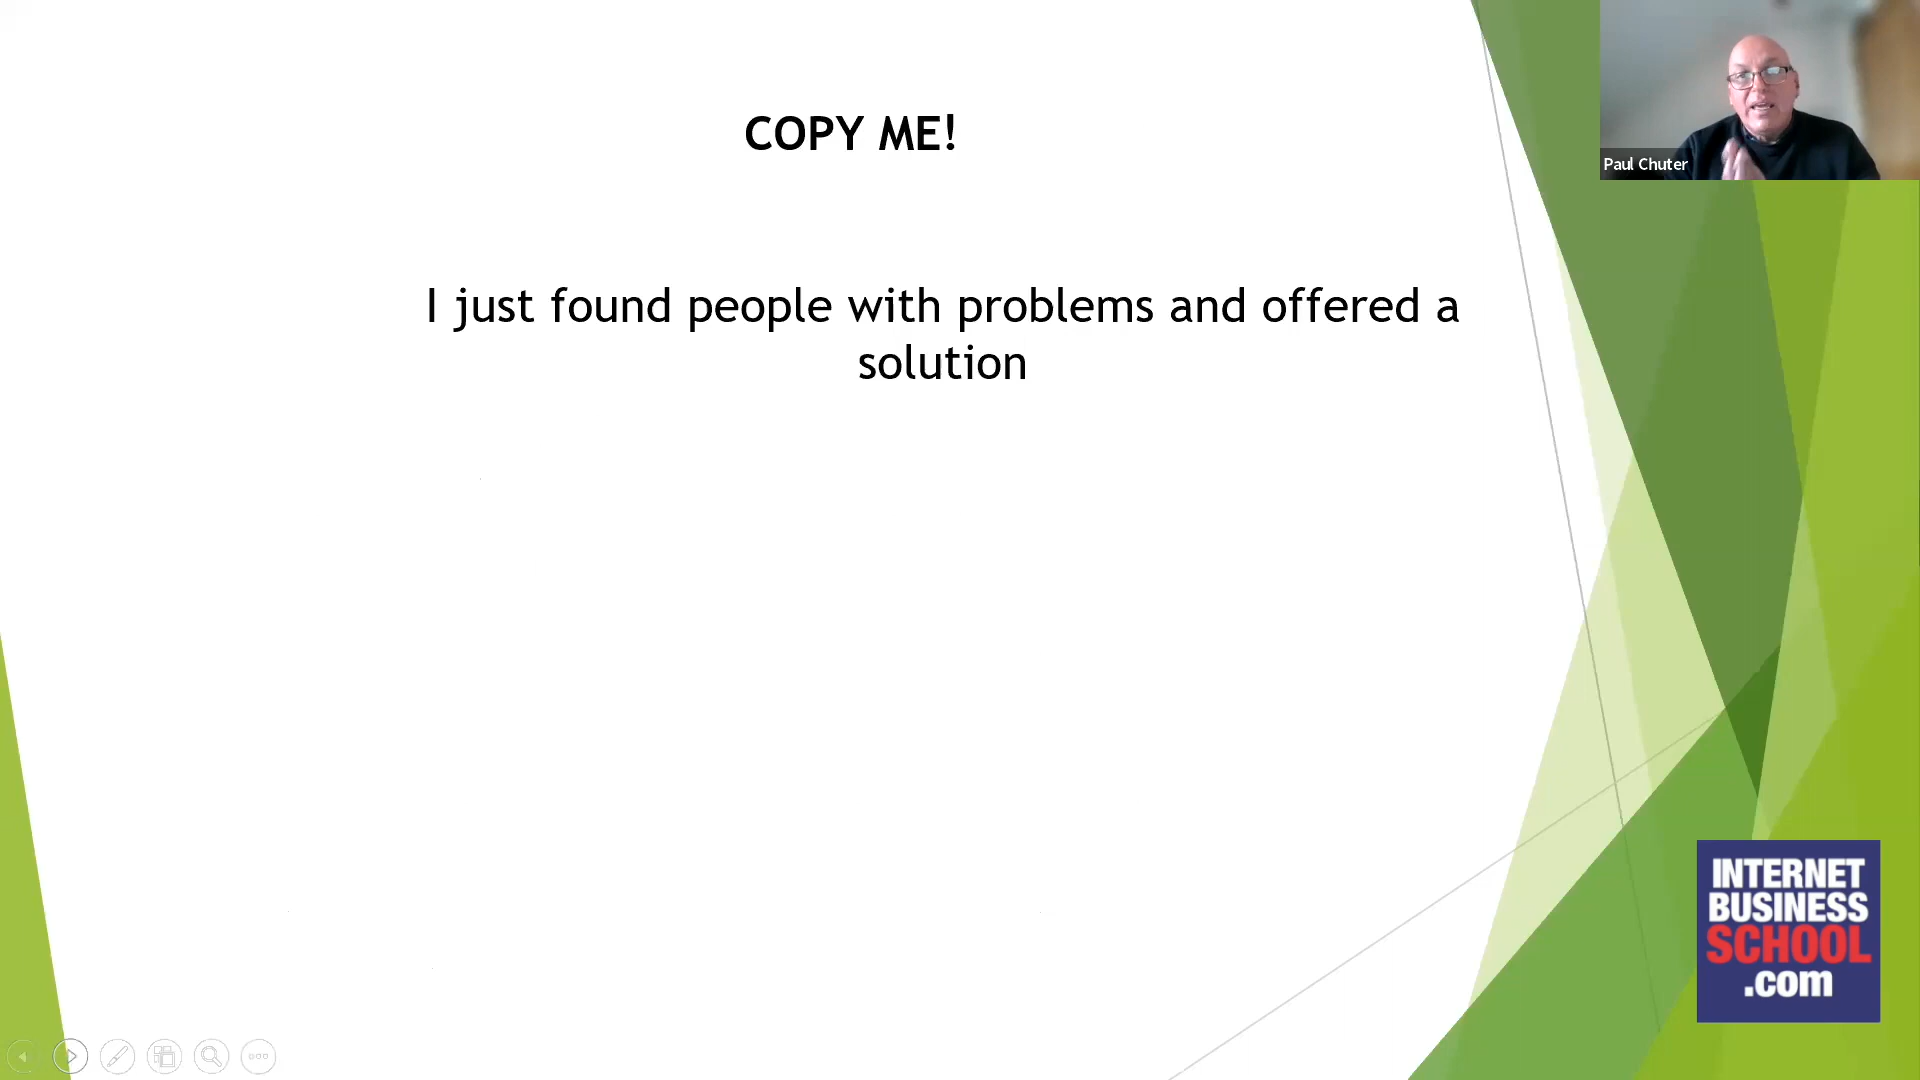 COPY ME!
Paul Chuter
I just found people with problems and offered a
solution
INTERNET
BUSINESS
SCHOOL
.com